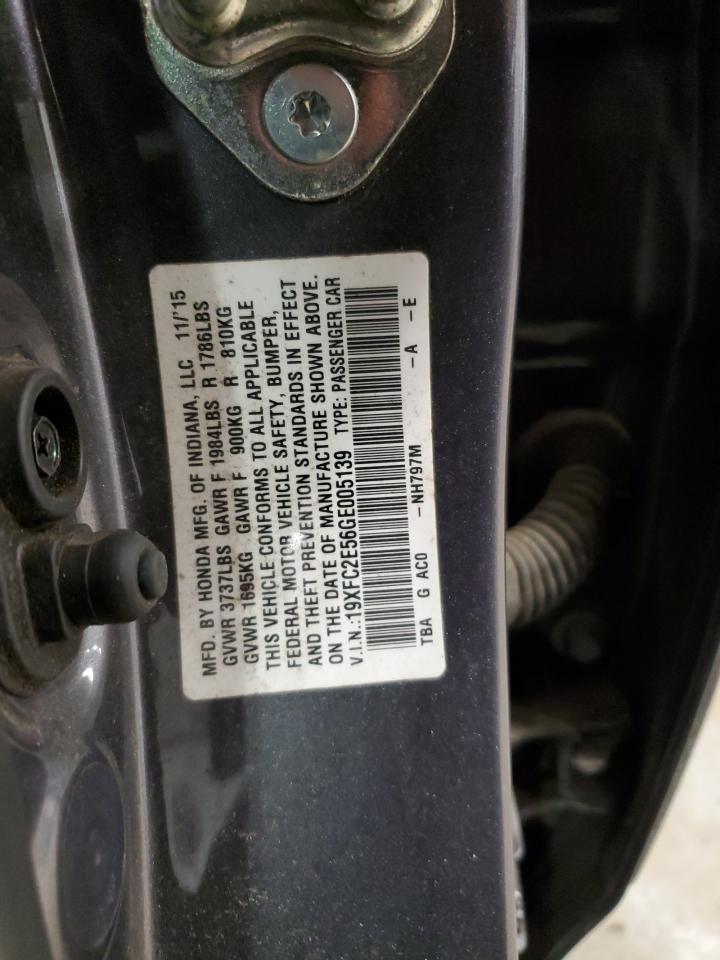 MFD. BY HONDA MFG. OF INDIANA, LLC 11/'15
GVWR 3737LBS GAWR F 1984LBS R 1786LBS
GVWR 1695KG GAWR F 900KG R 810KG
THIS VEHICLE CONFORMS TO ALL APPLICABLE
FEDERAL MOTOR VEHICLE SAFETY, BUMPER,
AND THEFT PREVENTION STANDARDS IN EFFECT
ON THE DATE OF MANUFACTURE SHOWN ABOVE.
V.I.N.:19XFC2E56GE005139 TYPE: PASSENGER CAR
TBA G AC0 -NH797M -A -E